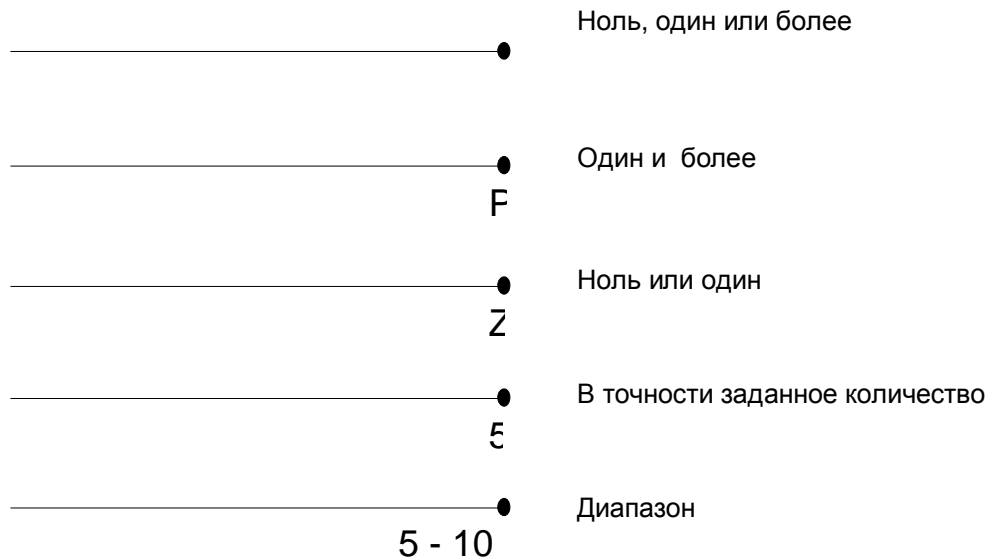 Ноль, один или более
Один и более
P
Ноль или один
Z
В точности заданное количество
5
Диапазон
5 - 10